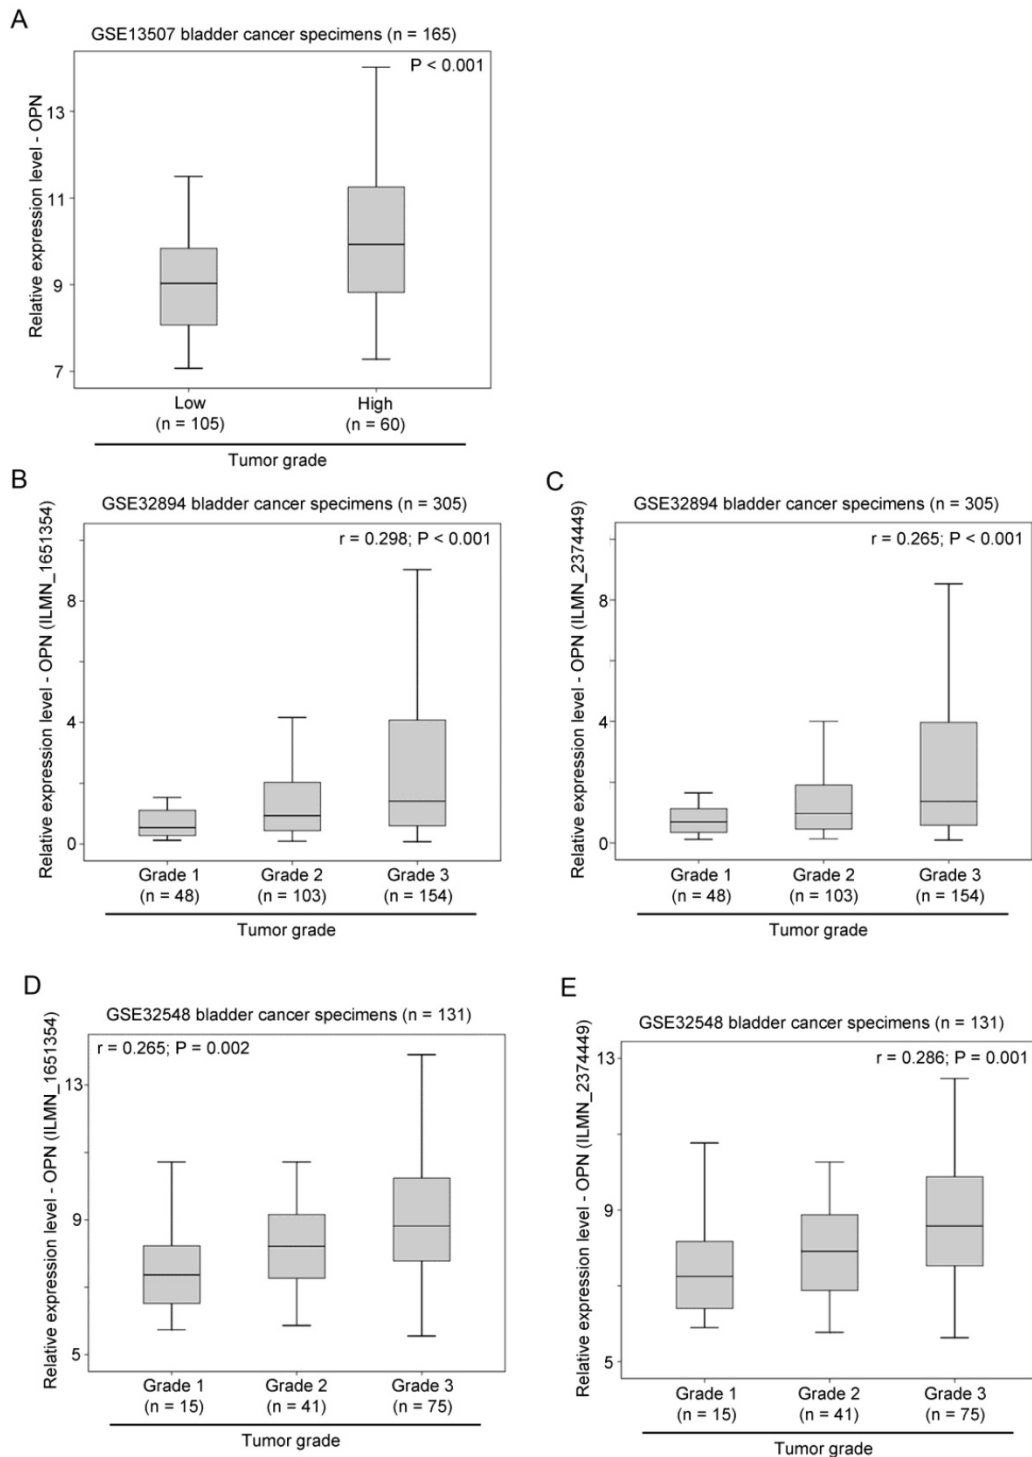 A
GSE13507 bladder cancer specimens (n = 165)
P < 0.001
Relative expression level - OPN
13
11
9
7
Low
High
(n = 105)
(n = 60)
Tumor grade
B
GSE32894 bladder cancer specimens (n = 305)
r = 0.298; P < 0.001
Relative expression level - OPN (ILMN_1651354)
8
4
0
Grade 1
Grade 2
Grade 3
(n = 48)
(n = 103)
(n = 154)
Tumor grade
C
GSE32894 bladder cancer specimens (n = 305)
r = 0.265; P < 0.001
Relative expression level - OPN (ILMN_2374449)
8
4
0
Grade 1
Grade 2
Grade 3
(n = 48)
(n = 103)
(n = 154)
Tumor grade
D
GSE32548 bladder cancer specimens (n = 131)
r = 0.265; P = 0.002
Relative expression level - OPN (ILMN_1651354)
13
9
5
Grade 1
Grade 2
Grade 3
(n = 15)
(n = 41)
(n = 75)
Tumor grade
E
GSE32548 bladder cancer specimens (n = 131)
r = 0.286; P = 0.001
Relative expression level - OPN (ILMN_2374449)
13
9
5
Grade 1
Grade 2
Grade 3
(n = 15)
(n = 41)
(n = 75)
Tumor grade